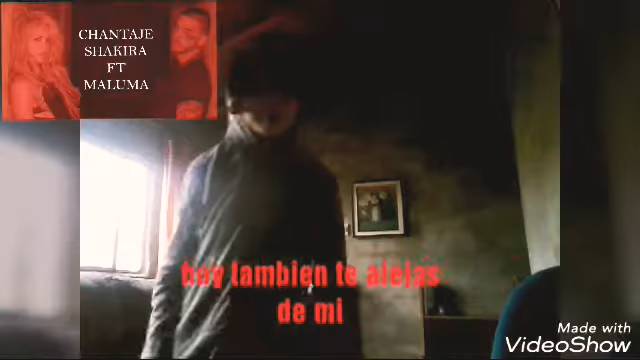 CHANTAJE
SHAKIRA
FT
MALUMA
hoy tambien te alejas
de mi
Made with
VideoShow